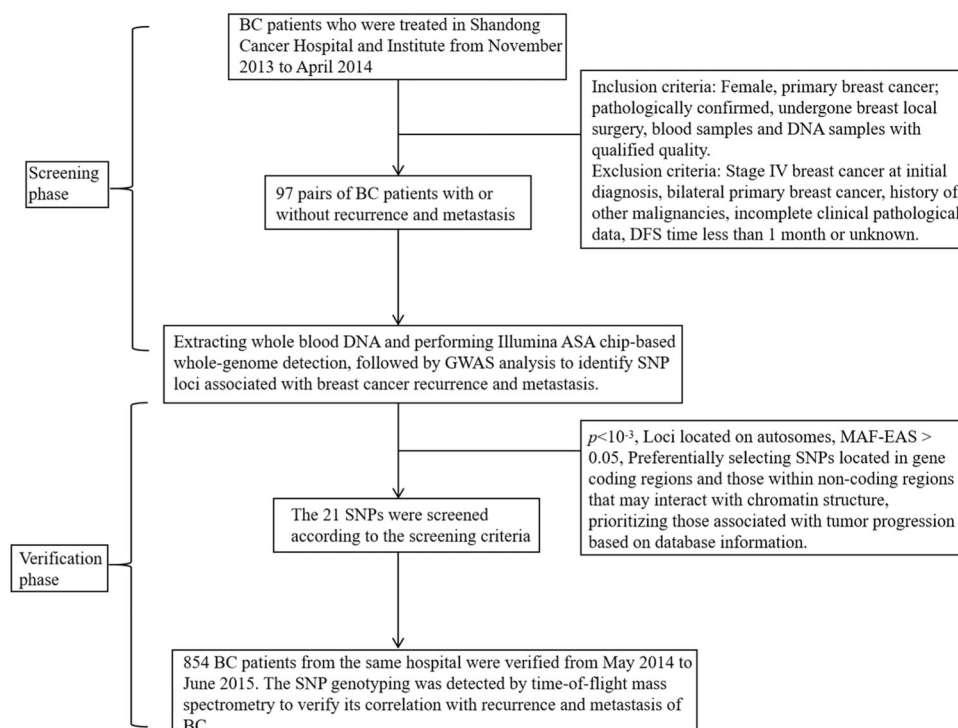 BC patients who were treated in Shandong
Cancer Hospital and Institute from November
2013 to April 2014
Inclusion criteria: Female, primary breast cancer;
pathologically confirmed, undergone breast local
surgery, blood samples and DNA samples with
qualified quality.
Exclusion criteria: Stage IV breast cancer at initial
diagnosis, bilateral primary breast cancer, history of
other malignancies, incomplete clinical pathological
data, DFS time less than 1 month or unknown.
Screening
phase
97 pairs of BC patients with or
without recurrence and metastasis
Extracting whole blood DNA and performing Illumina ASA chip-based
whole-genome detection, followed by GWAS analysis to identify SNP
loci associated with breast cancer recurrence and metastasis.
p<10-3, Loci located on autosomes, MAF-EAS >
0.05, Preferentially selecting SNPs located in gene
coding regions and those within non-coding regions
that may interact with chromatin structure,
prioritizing those associated with tumor progression
based on database information.
The 21 SNPs were screened
according to the screening criteria
Verification
phase
854 BC patients from the same hospital were verified from May 2014 to
June 2015. The SNP genotyping was detected by time-of-flight mass
spectrometry to verify its correlation with recurrence and metastasis of
BC